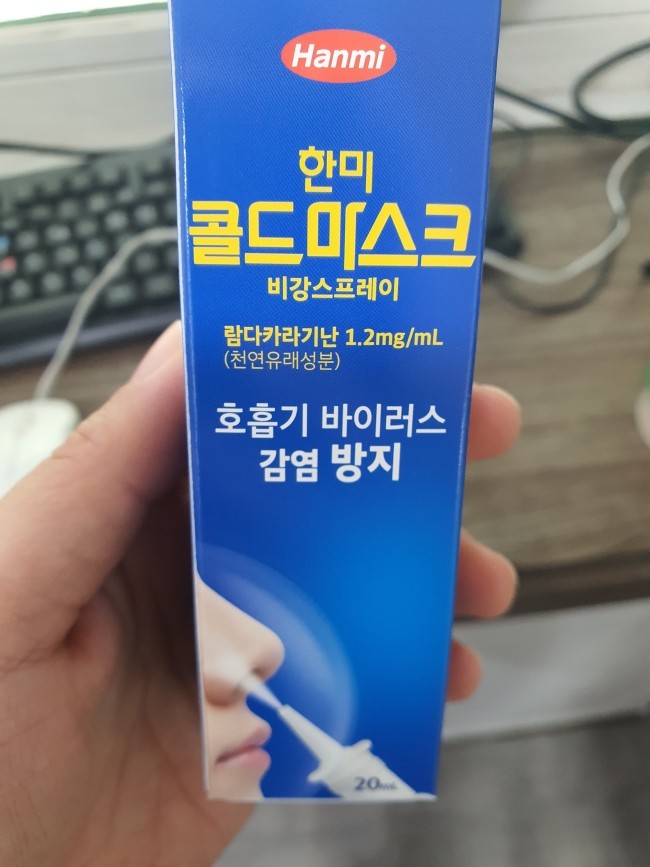 Hanmi
한미
콜드마스크
비강스프레이
람다카라기난 1.2mg/mL
(천연유래성분)
호흡기 바이러스
감염 방지
20mL